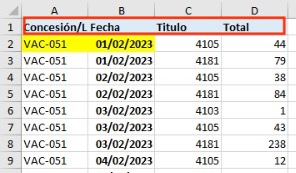 A B C D
1 Concesión/L Fecha Titulo Total
2 VAC-051 01/02/2023 4105 44
3 VAC-051 01/02/2023 4181 79
4 VAC-051 02/02/2023 4105 38
5 VAC-051 02/02/2023 4181 84
6 VAC-051 03/02/2023 4103 1
7 VAC-051 03/02/2023 4105 43
8 VAC-051 03/02/2023 4181 238
9 VAC-051 04/02/2023 4105 12